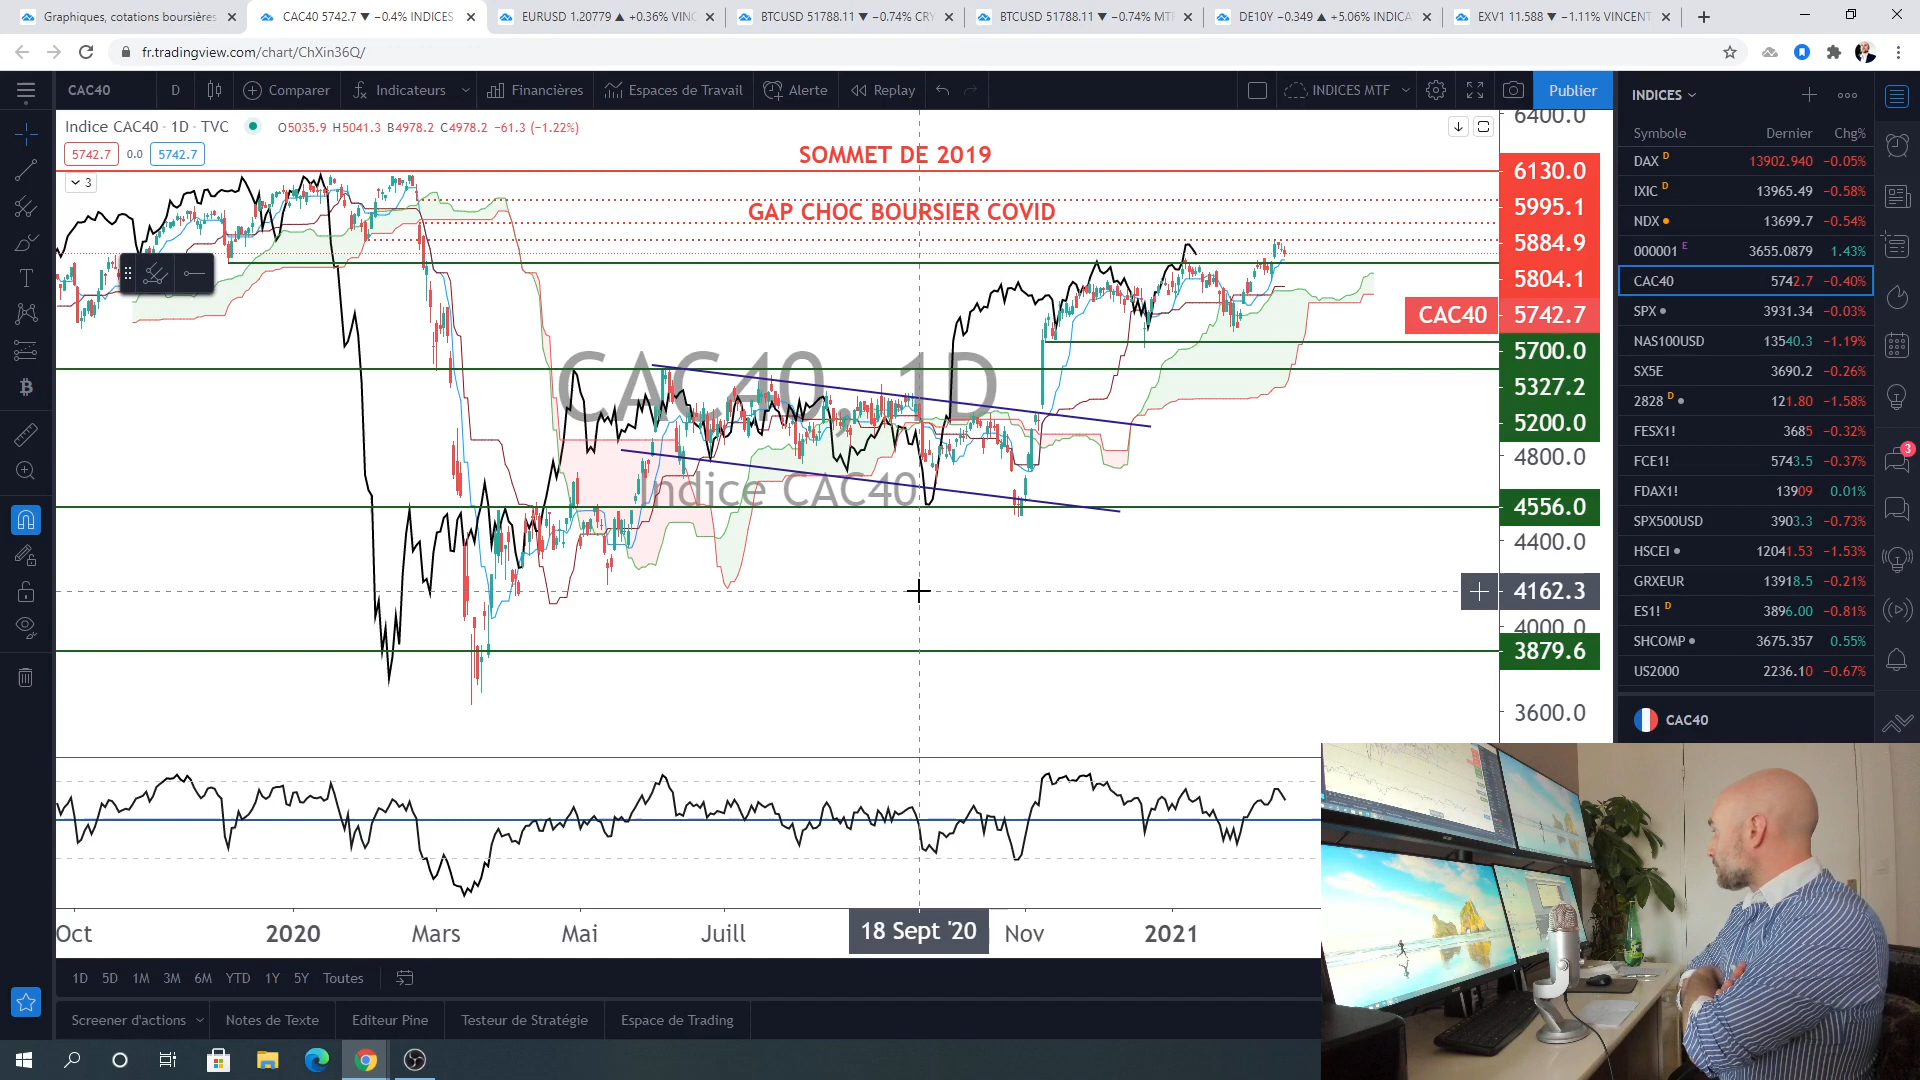 Graphiques, cotations boursières
CAC40 5742.7 ▼ −0.4% INDICES
EURUSD 1.20779 ▲ +0.36% VINC
BTCUSD 51788.11 ▼ −0.74% CRY
BTCUSD 51788.11 ▼ −0.74% MTF
DE10Y −0.349 ▲ +5.06% INDICA
EXV1 11.588 ▼ −1.11% VINCENT
fr.tradingview.com/chart/ChXin36Q/
CAC40
D
Comparer
Indicateurs
Financières
Espaces de Travail
Alerte
Replay
INDICES MTF
Publier
Indice CAC40 · 1D · TVC
O5035.9 H5041.3 B4978.2 C4978.2 −61.3 (−1.22%)
5742.7 0.0 5742.7
3
SOMMET DE 2019
GAP CHOC BOURSIER COVID
CAC40, 1D
Indice CAC40
6400.0
6130.0
5995.1
5884.9
5804.1
CAC40 5742.7
5700.0
5327.2
5200.0
4800.0
4556.0
4400.0
4162.3
4000.0
3879.6
3600.0
Oct
2020
Mars
Mai
Juill
18 Sept '20
Nov
2021
1D 5D 1M 3M 6M YTD 1Y 5Y Toutes
Screener d'actions
Notes de Texte
Editeur Pine
Testeur de Stratégie
Espace de Trading
INDICES
Symbole Dernier Chg%
DAX D 13902.940 −0.05%
IXIC D 13965.49 −0.58%
NDX 13699.7 −0.54%
000001 E 3655.0879 1.43%
CAC40 5742.7 −0.40%
SPX 3931.34 −0.03%
NAS100USD 13540.3 −1.19%
SX5E 3690.2 −0.26%
2828 D 121.80 −1.58%
FESX1! 3685 −0.32%
FCE1! 5743.5 −0.37%
FDAX1! 13909 0.01%
SPX500USD 3903.3 −0.73%
HSCEI 12041.53 −1.53%
GRXEUR 13918.5 −0.21%
ES1! D 3896.00 −0.81%
SHCOMP 3675.357 0.55%
US2000 2236.10 −0.67%
CAC40
3